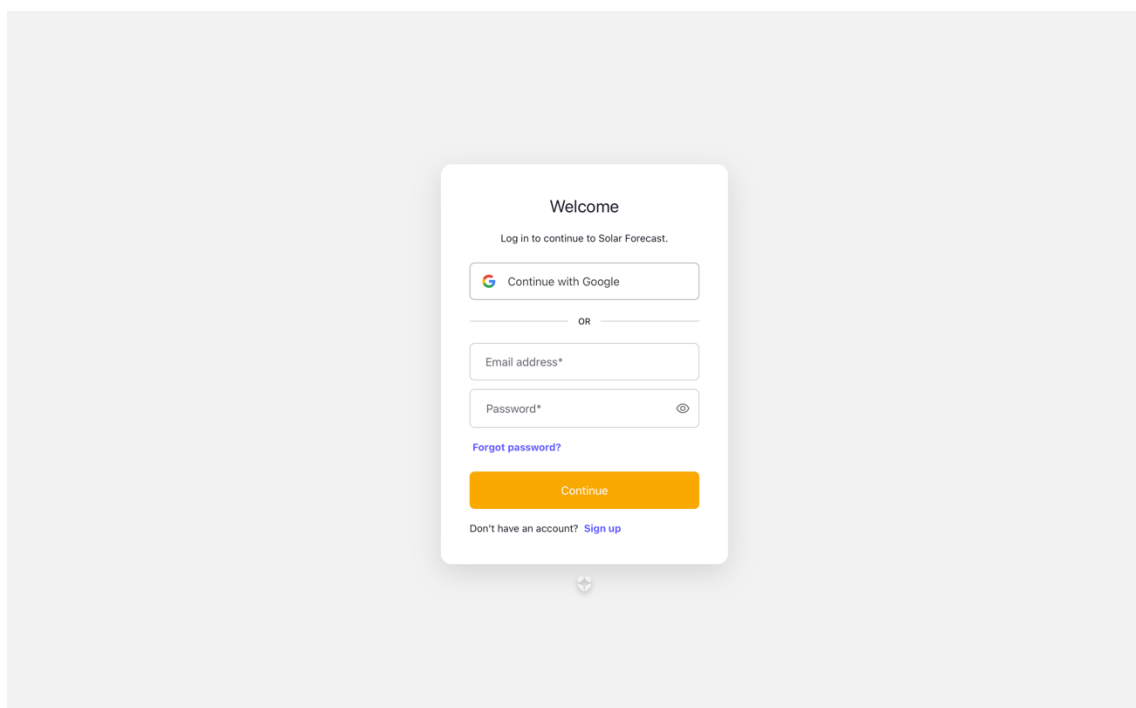 Welcome
Log in to continue to Solar Forecast.
Continue with Google
OR
Email address*
Password*
Forgot password?
Continue
Don't have an account? Sign up